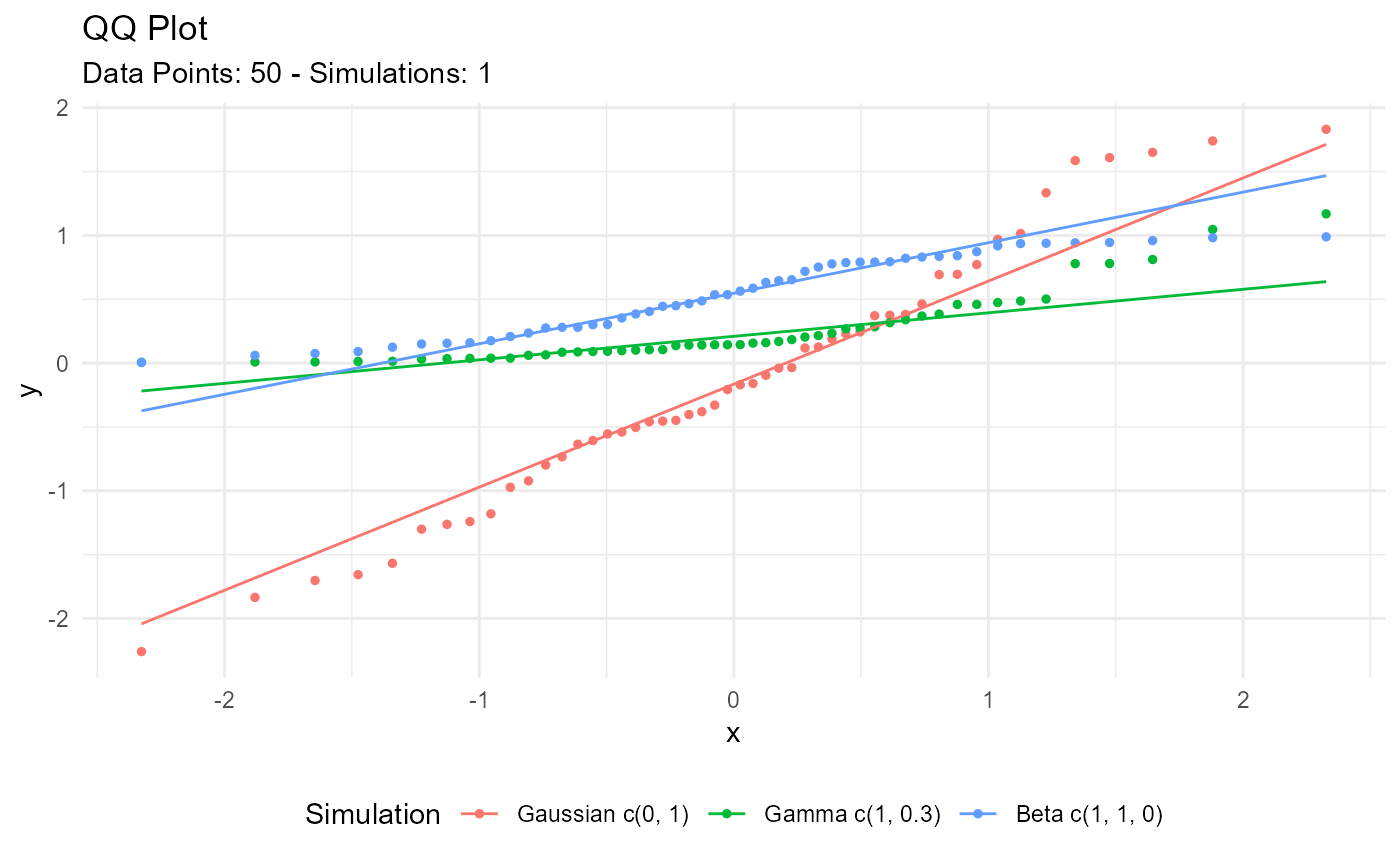 QQ Plot
Data Points: 50 - Simulations: 1
2
1
0
-1
-2
y
-2 -1 0 1 2
x
Simulation Gaussian c(0, 1) Gamma c(1, 0.3) Beta c(1, 1, 0)